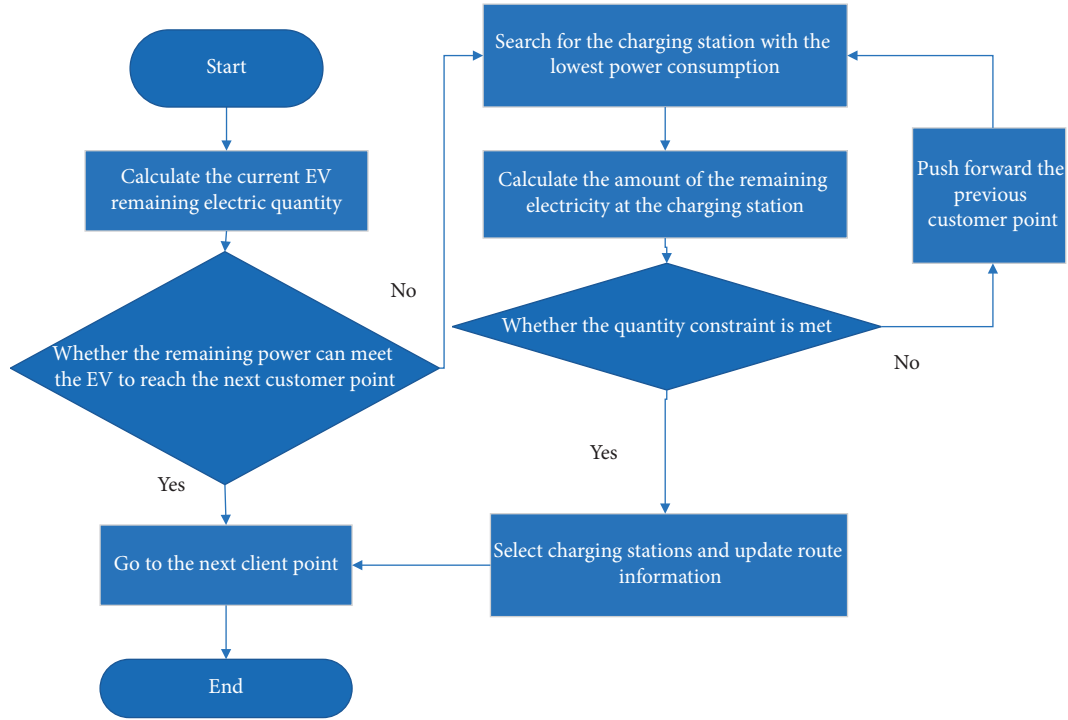 Start
Calculate the current EV
remaining electric quantity
Whether the remaining power can meet
the EV to reach the next customer point
No
Yes
Go to the next client point
End
Search for the charging station with the
lowest power consumption
Calculate the amount of the remaining
electricity at the charging station
Whether the quantity constraint is met
No
Yes
Select charging stations and update route
information
Push forward the
previous
customer point